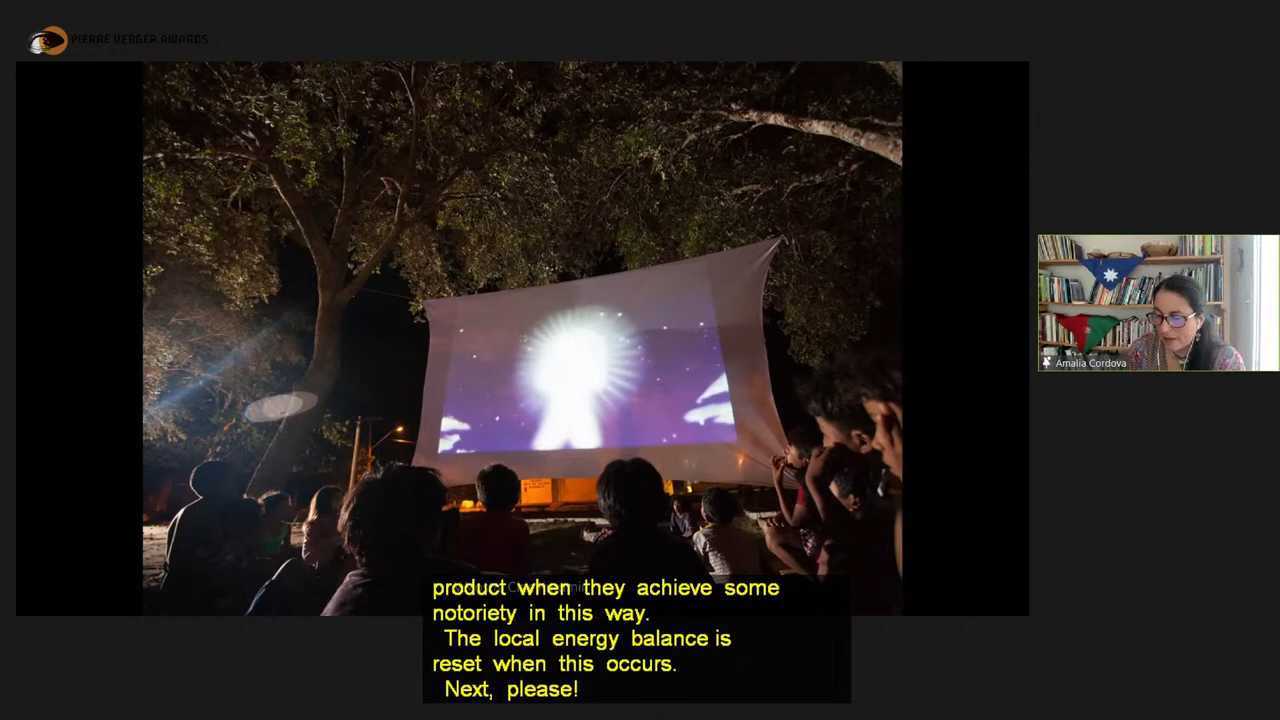 PIERRE VERGER AWARDS
Amalia Cordova
product when they achieve some
notoriety in this way.
The local energy balance is
reset when this occurs.
Next, please!